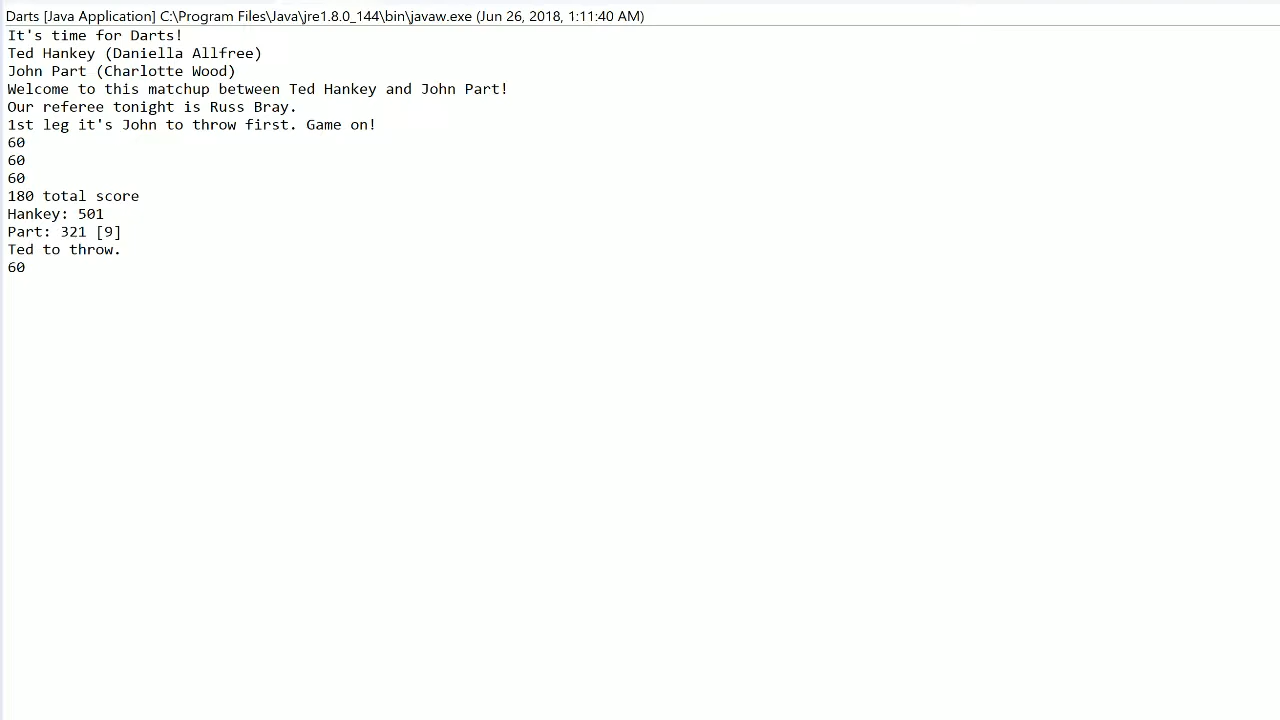 Darts [Java Application] C:\Program Files\Java\jre1.8.0_144\bin\javaw.exe (Jun 26, 2018, 1:11:40 AM)
It's time for Darts!
Ted Hankey (Daniella Allfree)
John Part (Charlotte Wood)
Welcome to this matchup between Ted Hankey and John Part!
Our referee tonight is Russ Bray.
1st leg it's John to throw first. Game on!
60
60
60
180 total score
Hankey: 501
Part: 321 [9]
Ted to throw.
60